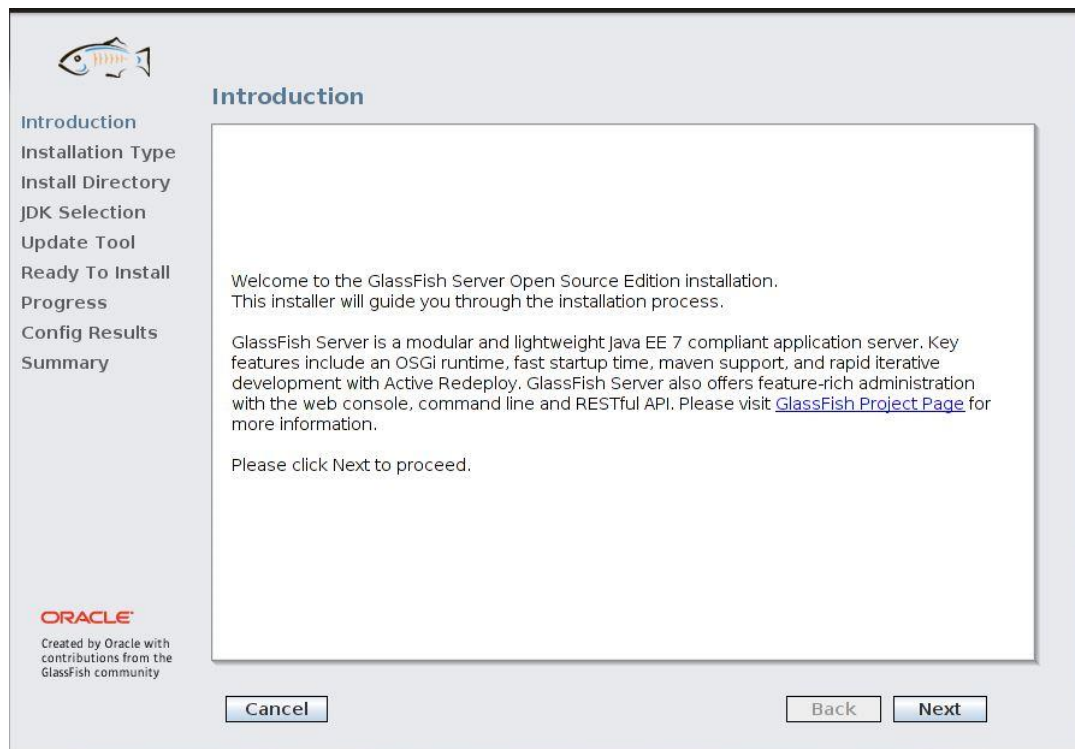 Introduction
Installation Type
Install Directory
JDK Selection
Update Tool
Ready To Install
Progress
Config Results
Summary
ORACLE
Created by Oracle with
contributions from the
GlassFish community
Introduction
Welcome to the GlassFish Server Open Source Edition installation.
This installer will guide you through the installation process.
GlassFish Server is a modular and lightweight Java EE 7 compliant application server. Key
features include an OSGi runtime, fast startup time, maven support, and rapid iterative
development with Active Redeploy. GlassFish Server also offers feature-rich administration
with the web console, command line and RESTful API. Please visit GlassFish Project Page for
more information.
Please click Next to proceed.
Cancel
Back
Next